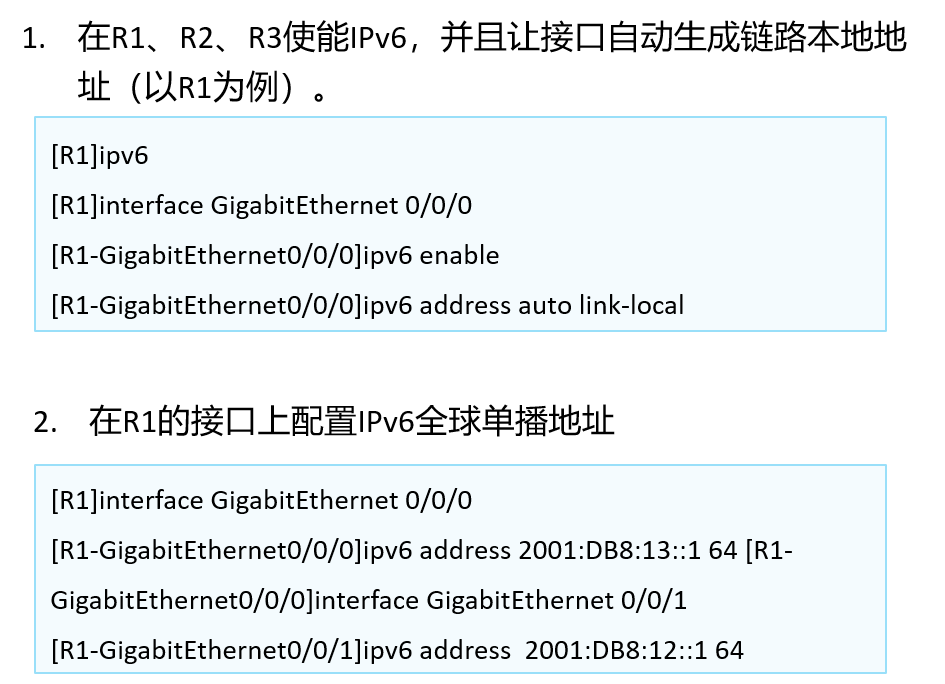 1. 在R1、R2、R3使能IPv6，并且让接口自动生成链路本地地
址（以R1为例）。
[R1]ipv6
[R1]interface GigabitEthernet 0/0/0
[R1-GigabitEthernet0/0/0]ipv6 enable
[R1-GigabitEthernet0/0/0]ipv6 address auto link-local
2. 在R1的接口上配置IPv6全球单播地址
[R1]interface GigabitEthernet 0/0/0
[R1-GigabitEthernet0/0/0]ipv6 address 2001:DB8:13::1 64 [R1-
GigabitEthernet0/0/0]interface GigabitEthernet 0/0/1
[R1-GigabitEthernet0/0/1]ipv6 address  2001:DB8:12::1 64